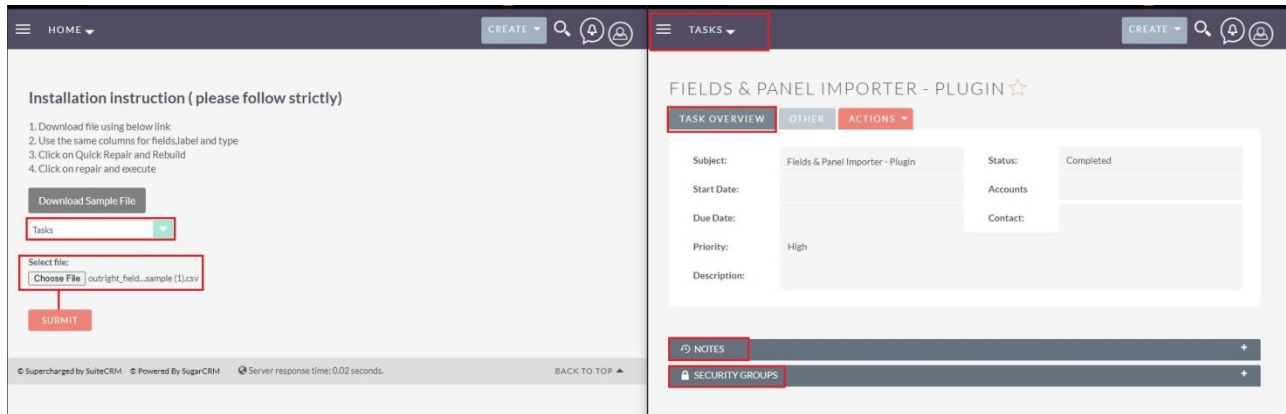 HOME
CREATE
Installation instruction ( please follow strictly)
1. Download file using below link
2. Use the same columns for fields,label and type
3. Click on Quick Repair and Rebuild
4. Click on repair and execute
Download Sample File
Tasks
Select file:
Choose File outright_field...sample (1).csv
SUBMIT
© Supercharged by SuiteCRM © Powered By SugarCRM Server response time: 0.02 seconds. BACK TO TOP
TASKS
CREATE
FIELDS & PANEL IMPORTER - PLUGIN
TASK OVERVIEW OTHER ACTIONS
Subject: Fields & Panel Importer - Plugin Status: Completed
Start Date: Accounts
Due Date: Contact:
Priority: High
Description:
NOTES +
SECURITY GROUPS +